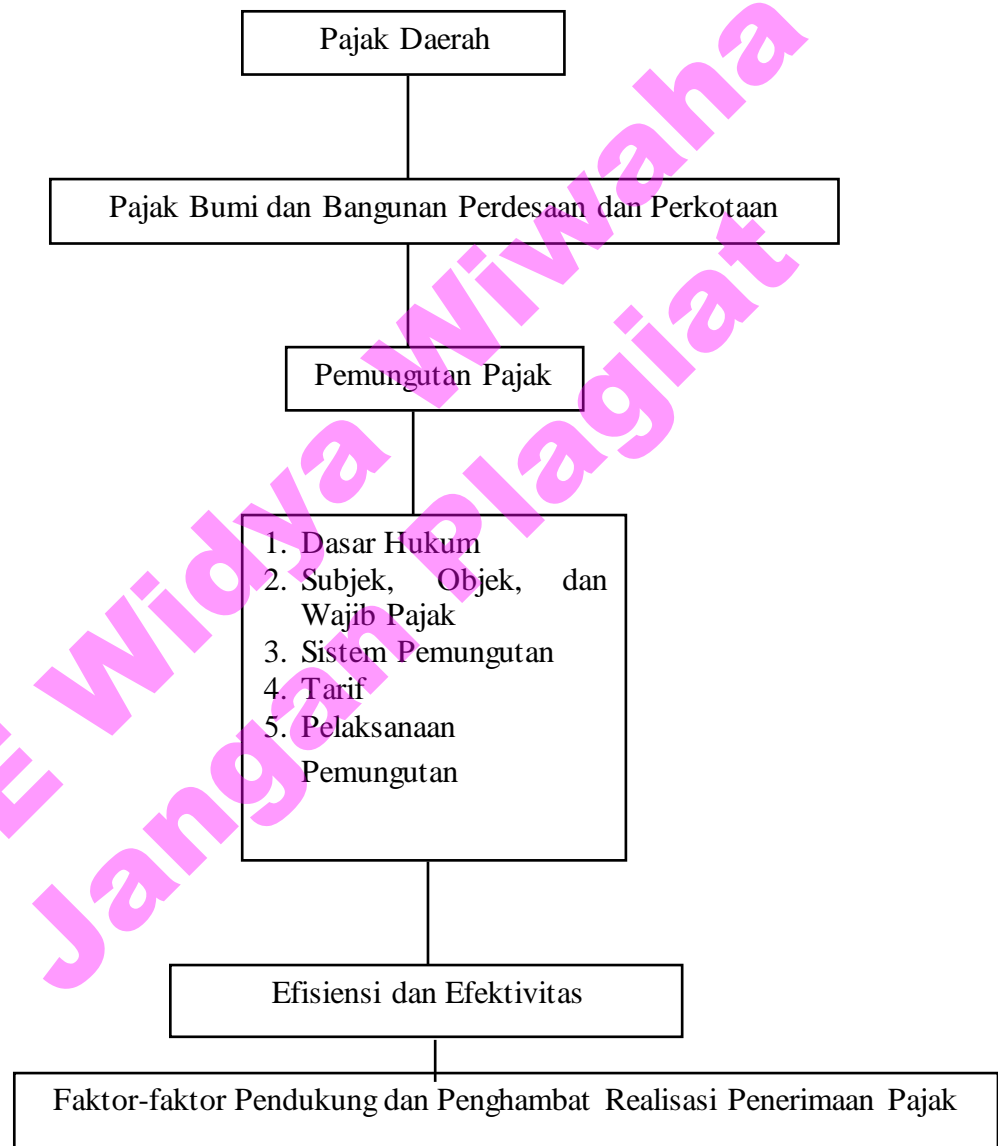 Pajak Daerah
Pajak Bumi dan Bangunan Perdesaan dan Perkotaan
Pemungutan Pajak
1. Dasar Hukum
2. Subjek, Objek, dan
Wajib Pajak
3. Sistem Pemungutan
4. Tarif
5. Pelaksanaan
Pemungutan
Efisiensi dan Efektivitas
Faktor-faktor Pendukung dan Penghambat Realisasi Penerimaan Pajak
E Widya Wiwaha
Jangan Plagiat